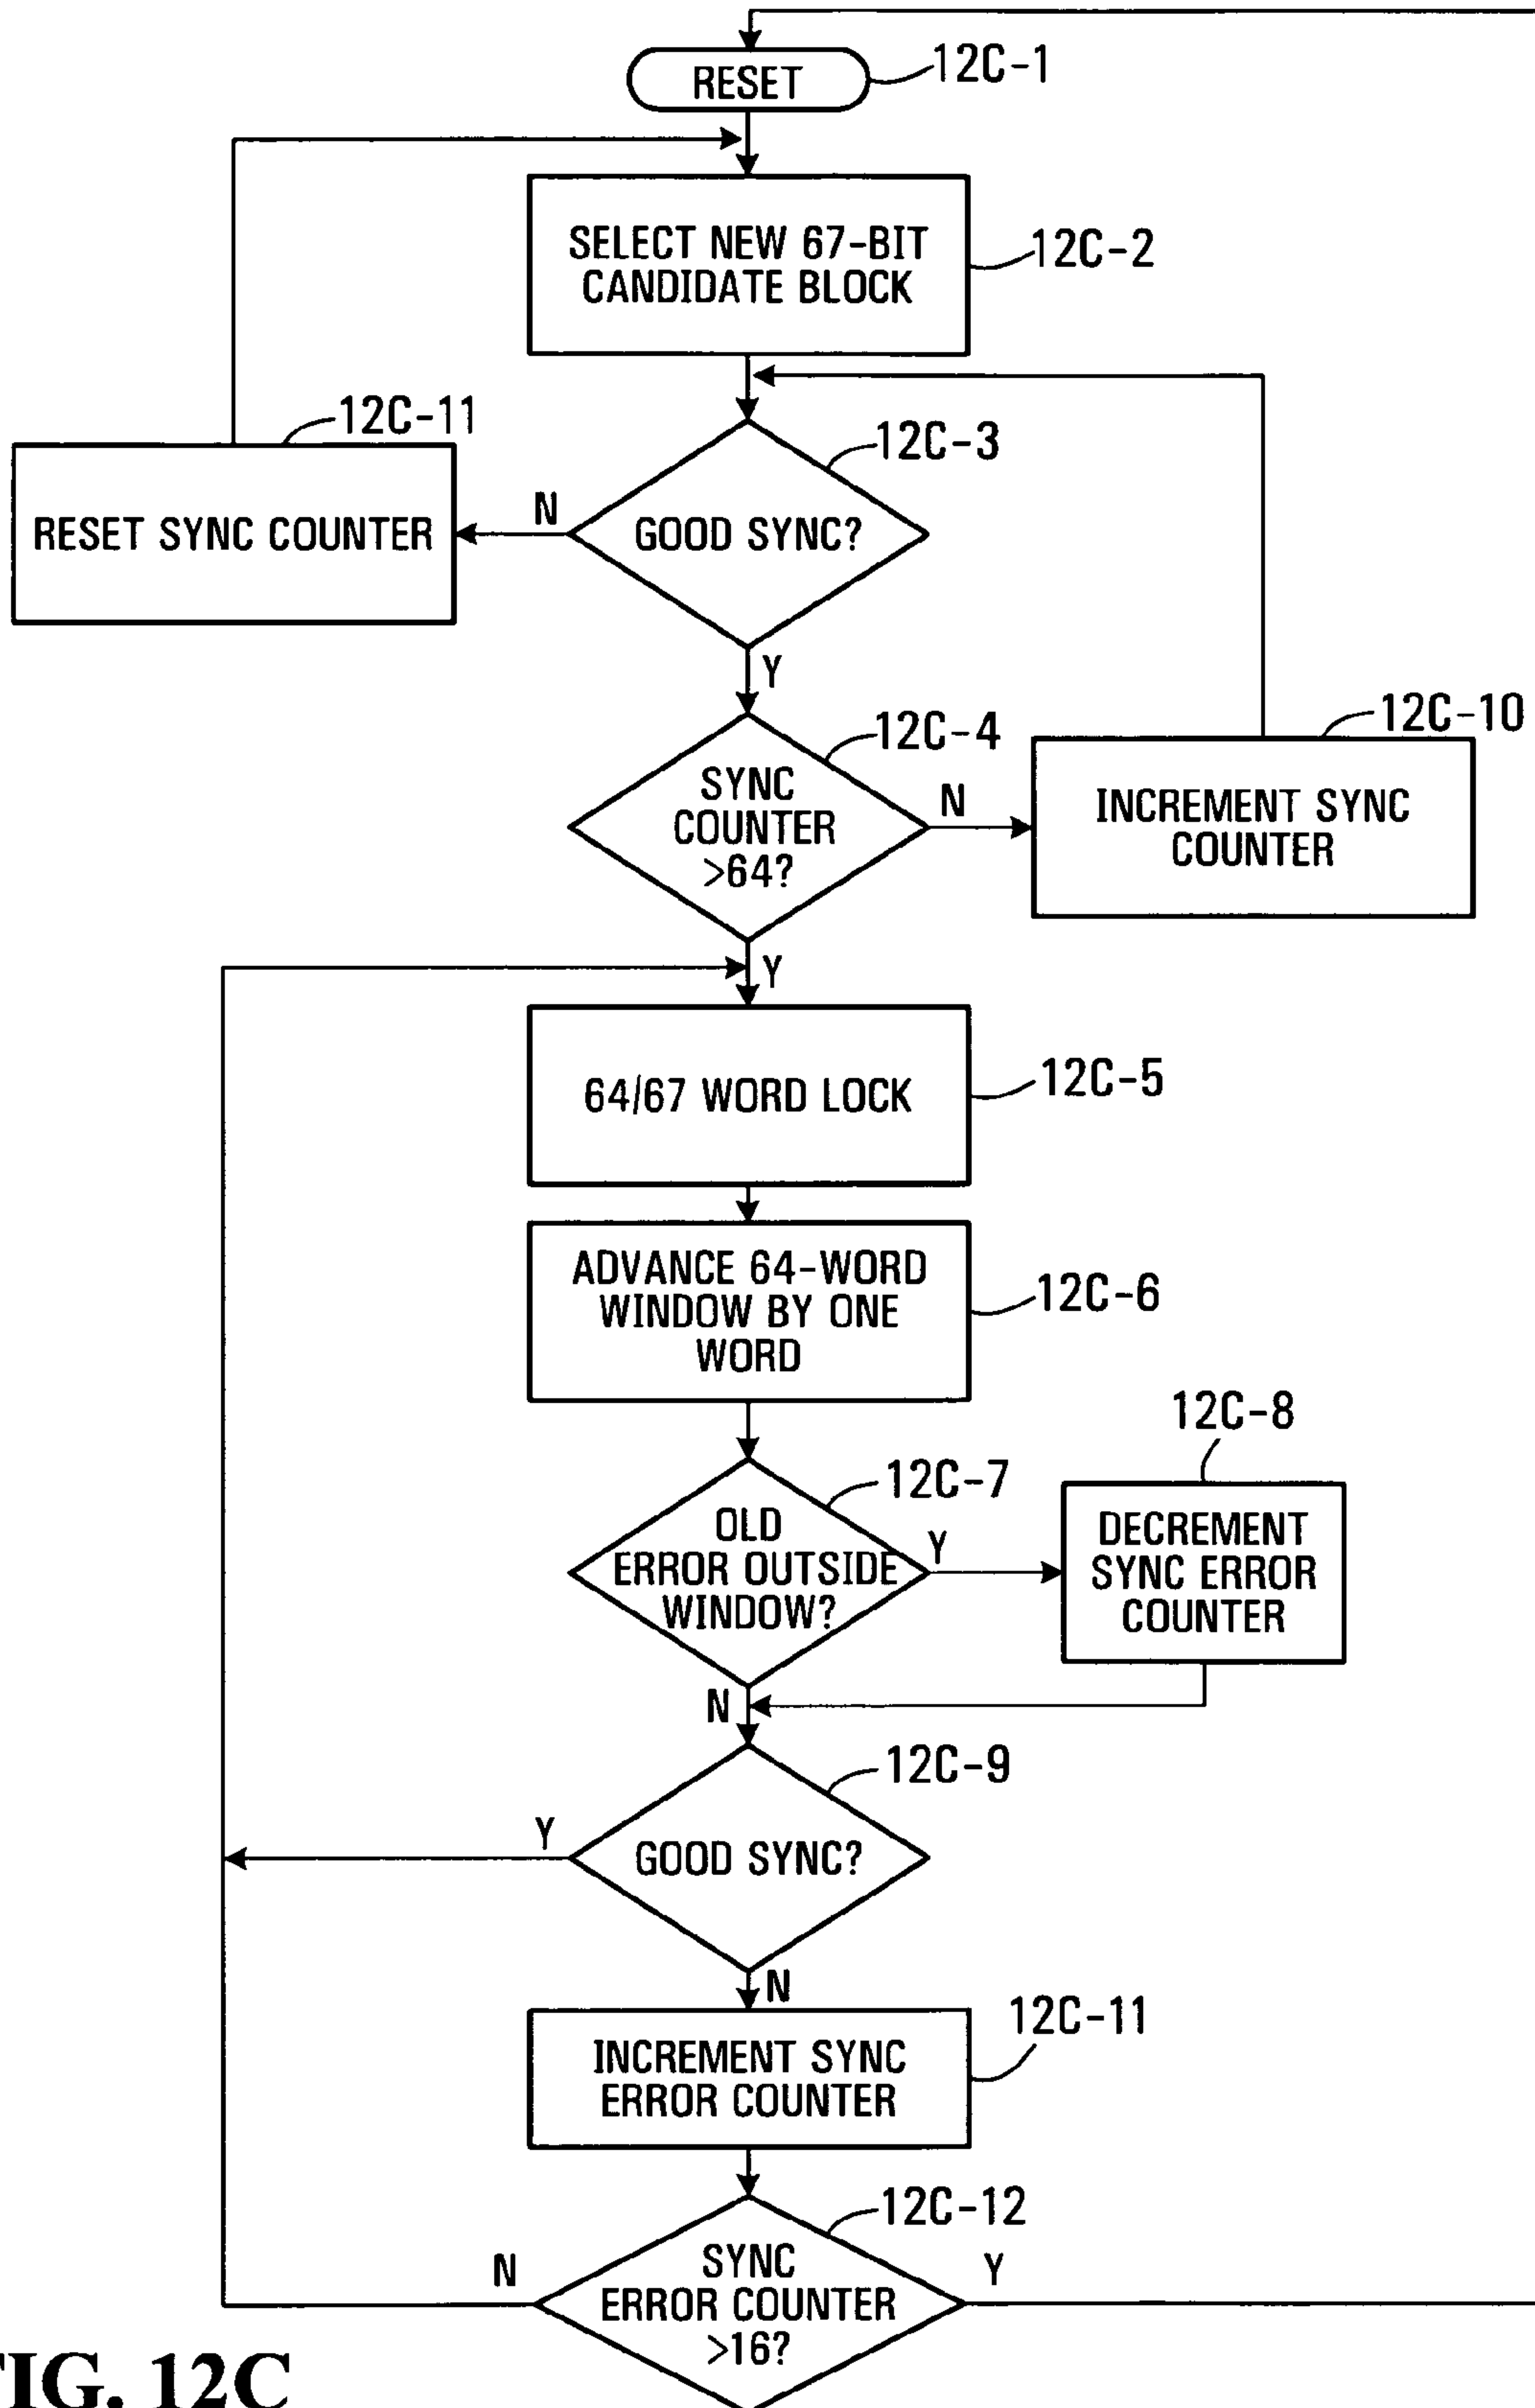 RESET
12C-1
SELECT NEW 67-BIT
CANDIDATE BLOCK
12C-2
12C-11
RESET SYNC COUNTER
N
GOOD SYNC?
12C-3
Y
SYNC
COUNTER
>64?
12C-4
N
INCREMENT SYNC
COUNTER
12C-10
Y
64/67 WORD LOCK
12C-5
ADVANCE 64-WORD
WINDOW BY ONE
WORD
12C-6
OLD
ERROR OUTSIDE
WINDOW?
12C-7
Y
12C-8
DECREMENT
SYNC ERROR
COUNTER
N
GOOD SYNC?
12C-9
Y
N
INCREMENT SYNC
ERROR COUNTER
12C-11
SYNC
ERROR COUNTER
>16?
12C-12
N
Y
FIG. 12C